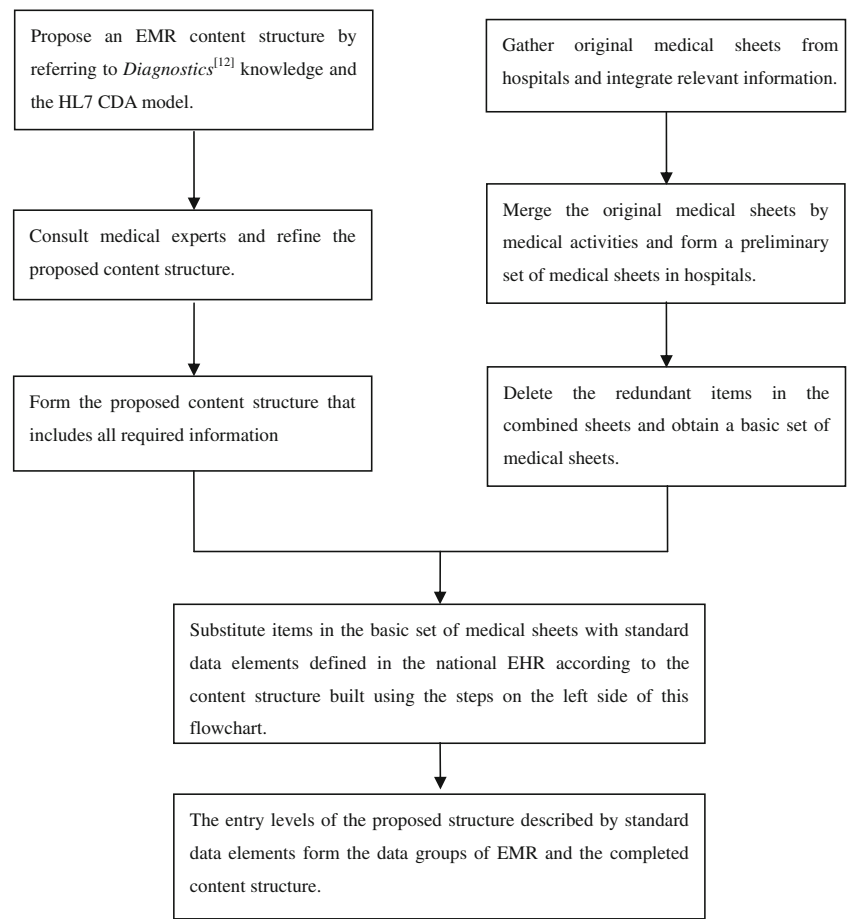 Propose an EMR content structure by
referring to Diagnostics[12] knowledge and
the HL7 CDA model.
Consult medical experts and refine the
proposed content structure.
Form the proposed content structure that
includes all required information
Gather original medical sheets from
hospitals and integrate relevant information.
Merge the original medical sheets by
medical activities and form a preliminary
set of medical sheets in hospitals.
Delete the redundant items in the
combined sheets and obtain a basic set of
medical sheets.
Substitute items in the basic set of medical sheets with standard
data elements defined in the national EHR according to the
content structure built using the steps on the left side of this
flowchart.
The entry levels of the proposed structure described by standard
data elements form the data groups of EMR and the completed
content structure.